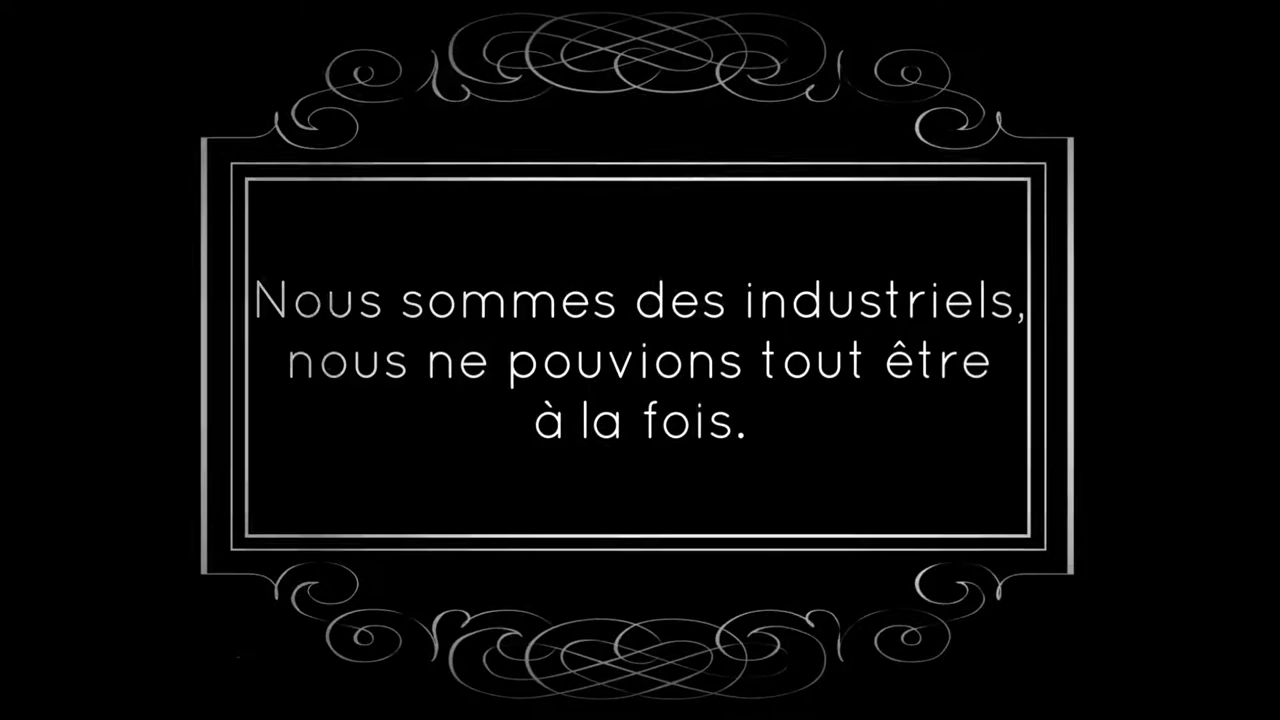 Nous sommes des industriels,
nous ne pouvions tout être
à la fois.